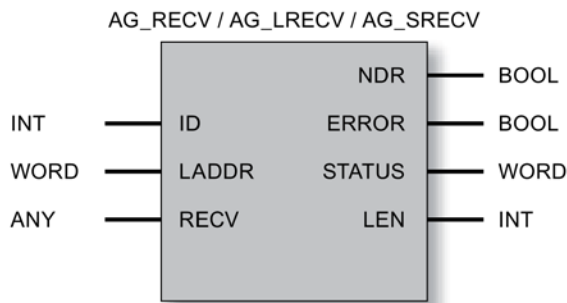 AG_RECV / AG_LRECV / AG_SRECV
NDR BOOL
INT ID ERROR BOOL
WORD LADDR STATUS WORD
ANY RECV LEN INT